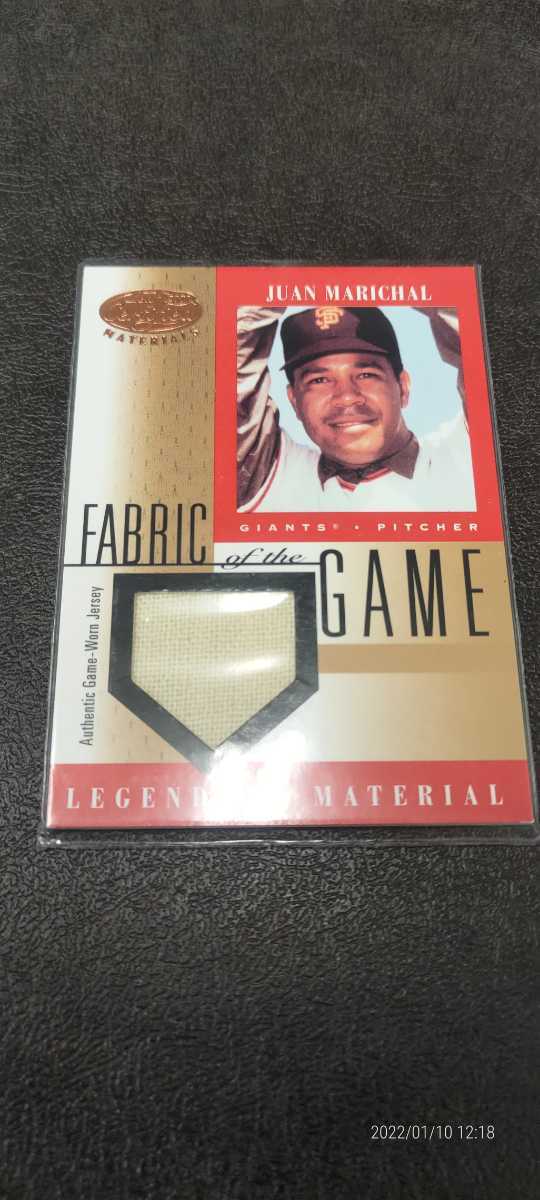 JUAN MARICHAL
MATERIALS
SF
GIANTS® • PITCHER
FABRIC of the GAME
Authentic Game-Worn Jersey
MATERIAL
2022/01/10 12:18